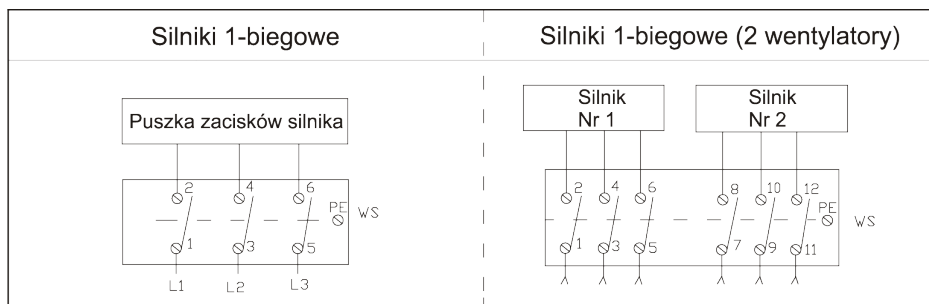 Silniki 1-biegowe
Puszka zacisków silnika
2 4 6
PE WS
1 3 5
L1 L2 L3
Silniki 1-biegowe (2 wentylatory)
Silnik Nr 1
Silnik Nr 2
2 4 6 8 10 12
PE WS
1 3 5 7 9 11